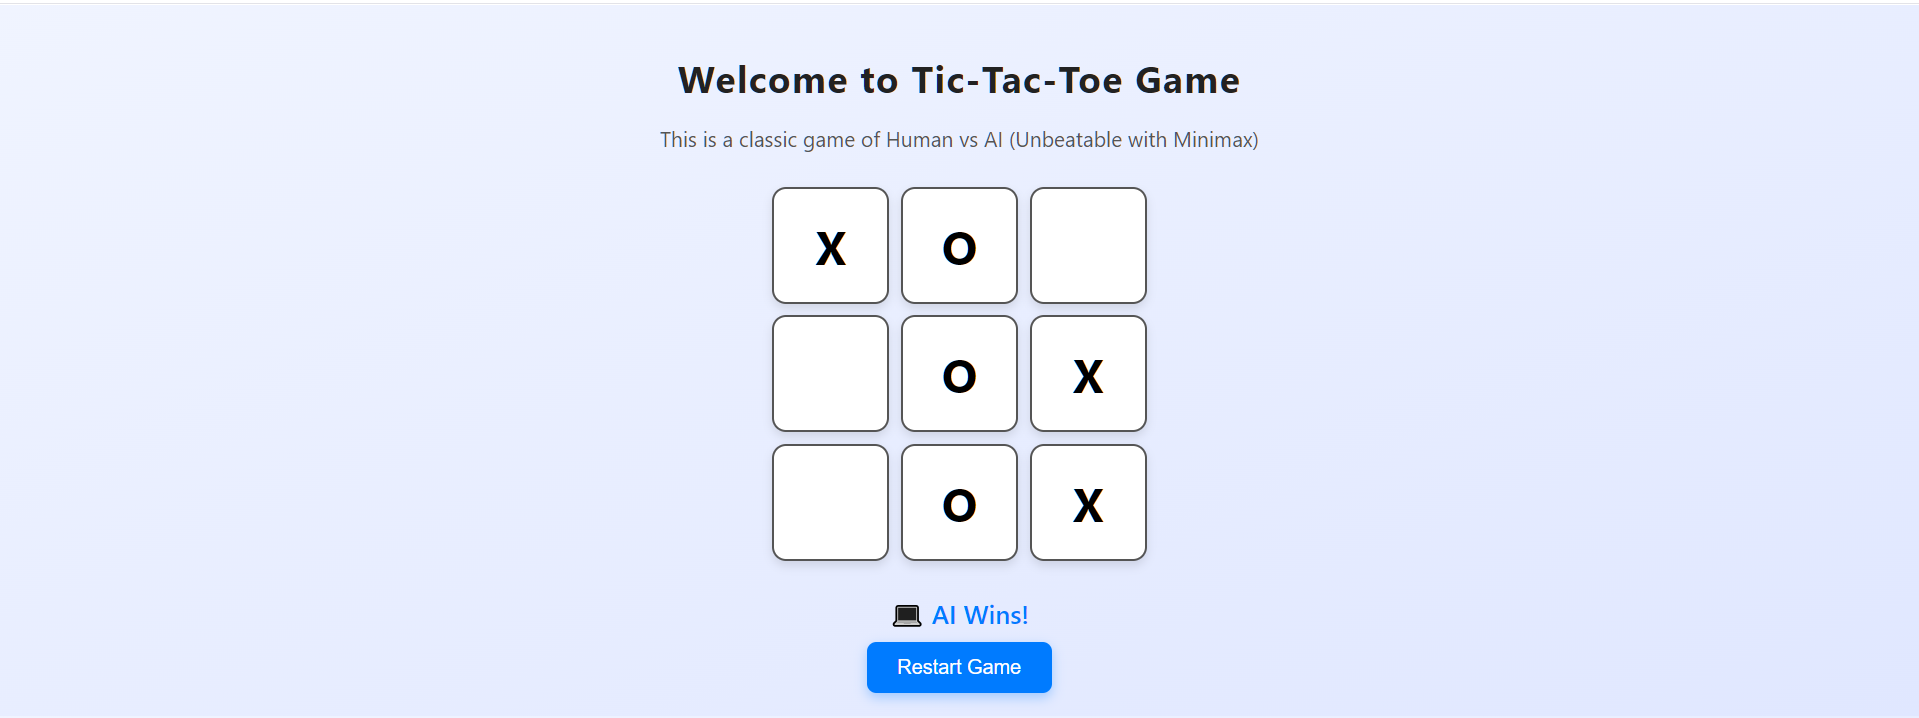 Welcome to Tic-Tac-Toe Game
This is a classic game of Human vs AI (Unbeatable with Minimax)
X O
O X
O X
💻 AI Wins!
Restart Game